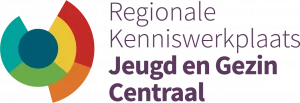 Regionale
Kenniswerkplaats
Jeugd en Gezin
Centraal